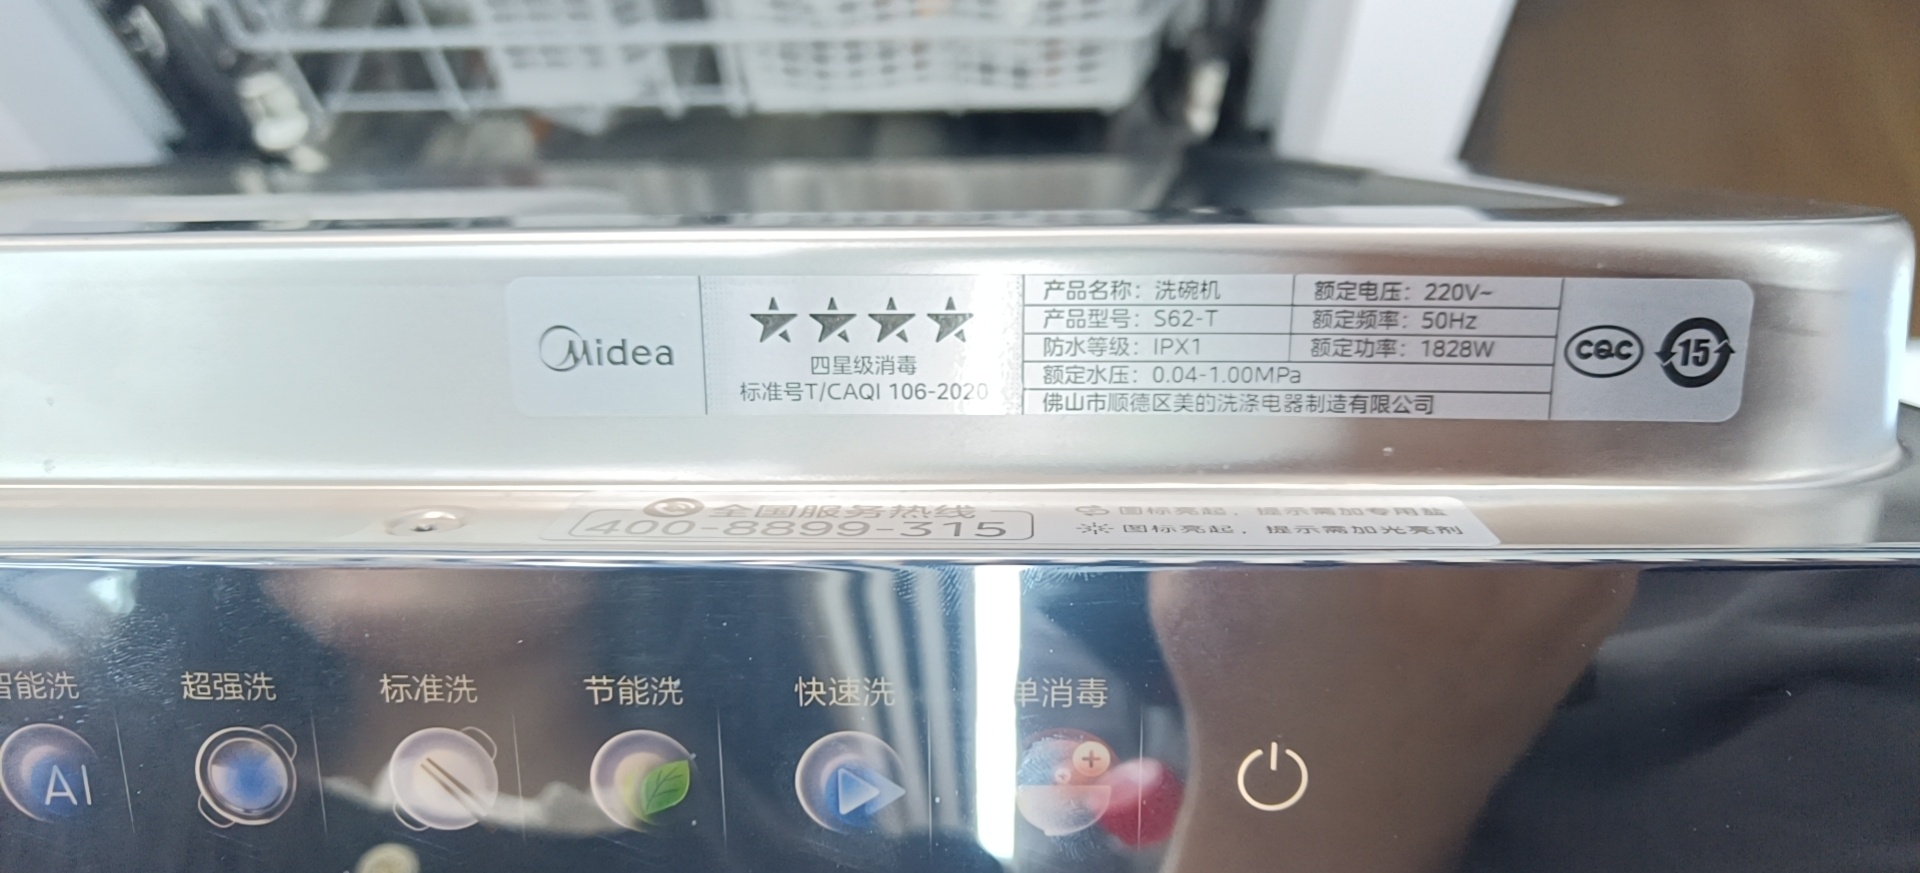 Midea
四星级消毒
标准号T/CAQI 106-2020
产品名称：洗碗机
额定电压：220V~
产品型号：S62-T
额定频率：50Hz
防水等级：IPX1
额定功率：1828W
额定水压：0.04-1.00MPa
佛山市顺德区美的洗涤电器制造有限公司
CQC
15
全国服务热线
400-8899-315
图标亮起，提示需加专用盐
图标亮起，提示需加光亮剂
智能洗
超强洗
标准洗
节能洗
快速洗
单消毒
AI